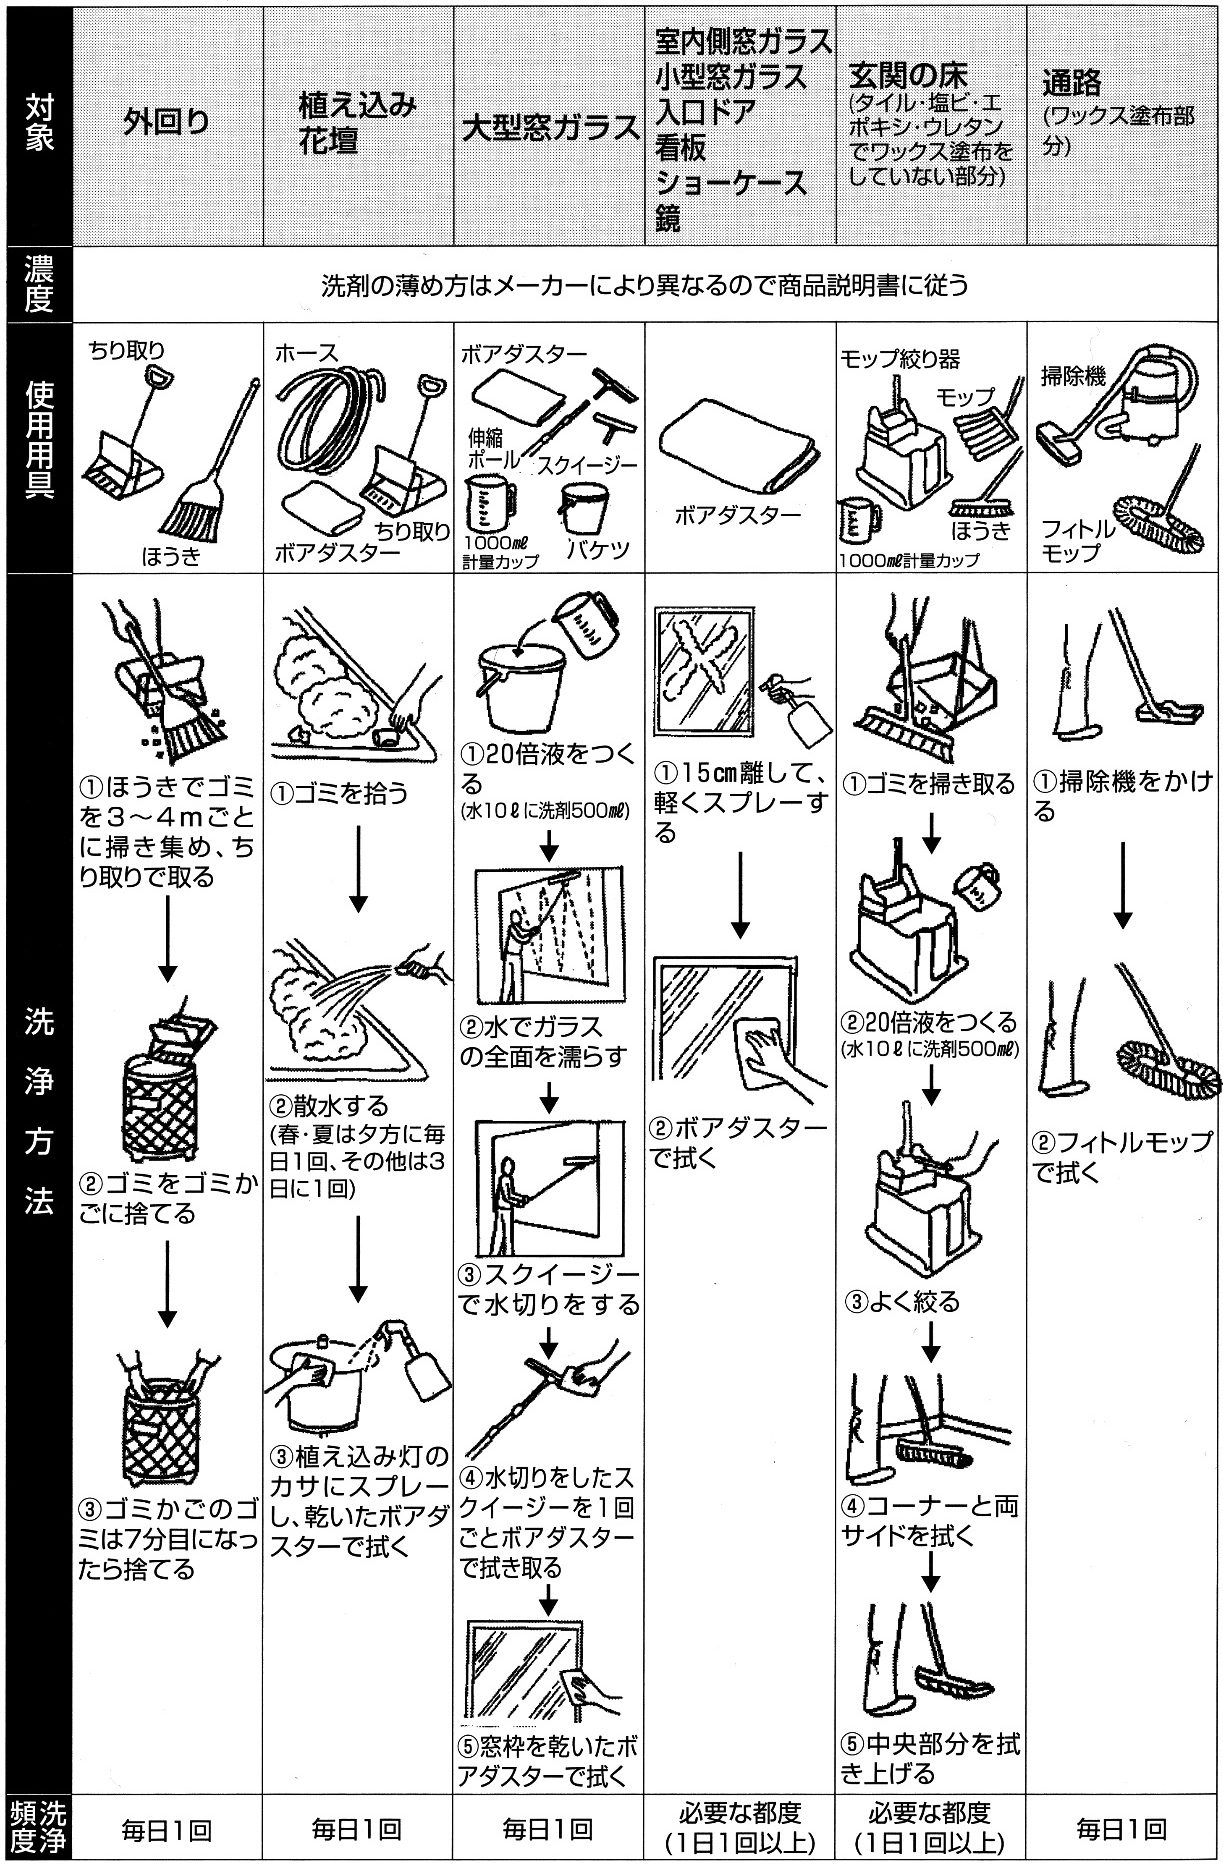 対象
外回り
植え込み
花壇
大型窓ガラス
室内側窓ガラス
小型窓ガラス
入口ドア
看板
ショーケース
鏡
玄関の床
(タイル・塩ビ・エ
ポキシ・ウレタン
でワックス塗布を
していない部分)
通路
(ワックス塗布部
分)
濃度
洗剤の薄め方はメーカーにより異なるので商品説明書に従う
使用用具
ちり取り
ほうき
ホース
ちり取り
ボアダスター
ボアダスター
伸縮
ポール
スクイージー
1000㎖
計量カップ
バケツ
ボアダスター
モップ絞り器
モップ
ほうき
1000㎖計量カップ
掃除機
フィトル
モップ
洗浄方法
①ほうきでゴミ
を3〜4mごと
に掃き集め、ち
り取りで取る
②ゴミをゴミか
ごに捨てる
③ゴミかごのゴ
ミは7分目になっ
たら捨てる
①ゴミを拾う
②散水する
(春・夏は夕方に毎
日1回、その他は3
日に1回)
③植え込み灯の
カサにスプレー
し、乾いたボアダ
スターで拭く
①20倍液をつく
る
(水10ℓに洗剤500㎖)
②水でガラス
の全面を濡らす
③スクイージー
で水切りをする
④水切りをしたス
クイージーを1回
ごとボアダスター
で拭き取る
⑤窓枠を乾いたボ
アダスターで拭く
①15㎝離して、
軽くスプレーす
る
②ボアダスター
で拭く
①ゴミを掃き取る
②20倍液をつくる
(水10ℓに洗剤500㎖)
③よく絞る
④コーナーと両
サイドを拭く
⑤中央部分を拭
き上げる
①掃除機をかけ
る
②フィトルモップ
で拭く
洗浄
頻度
毎日1回
毎日1回
毎日1回
必要な都度
(1日1回以上)
必要な都度
(1日1回以上)
毎日1回